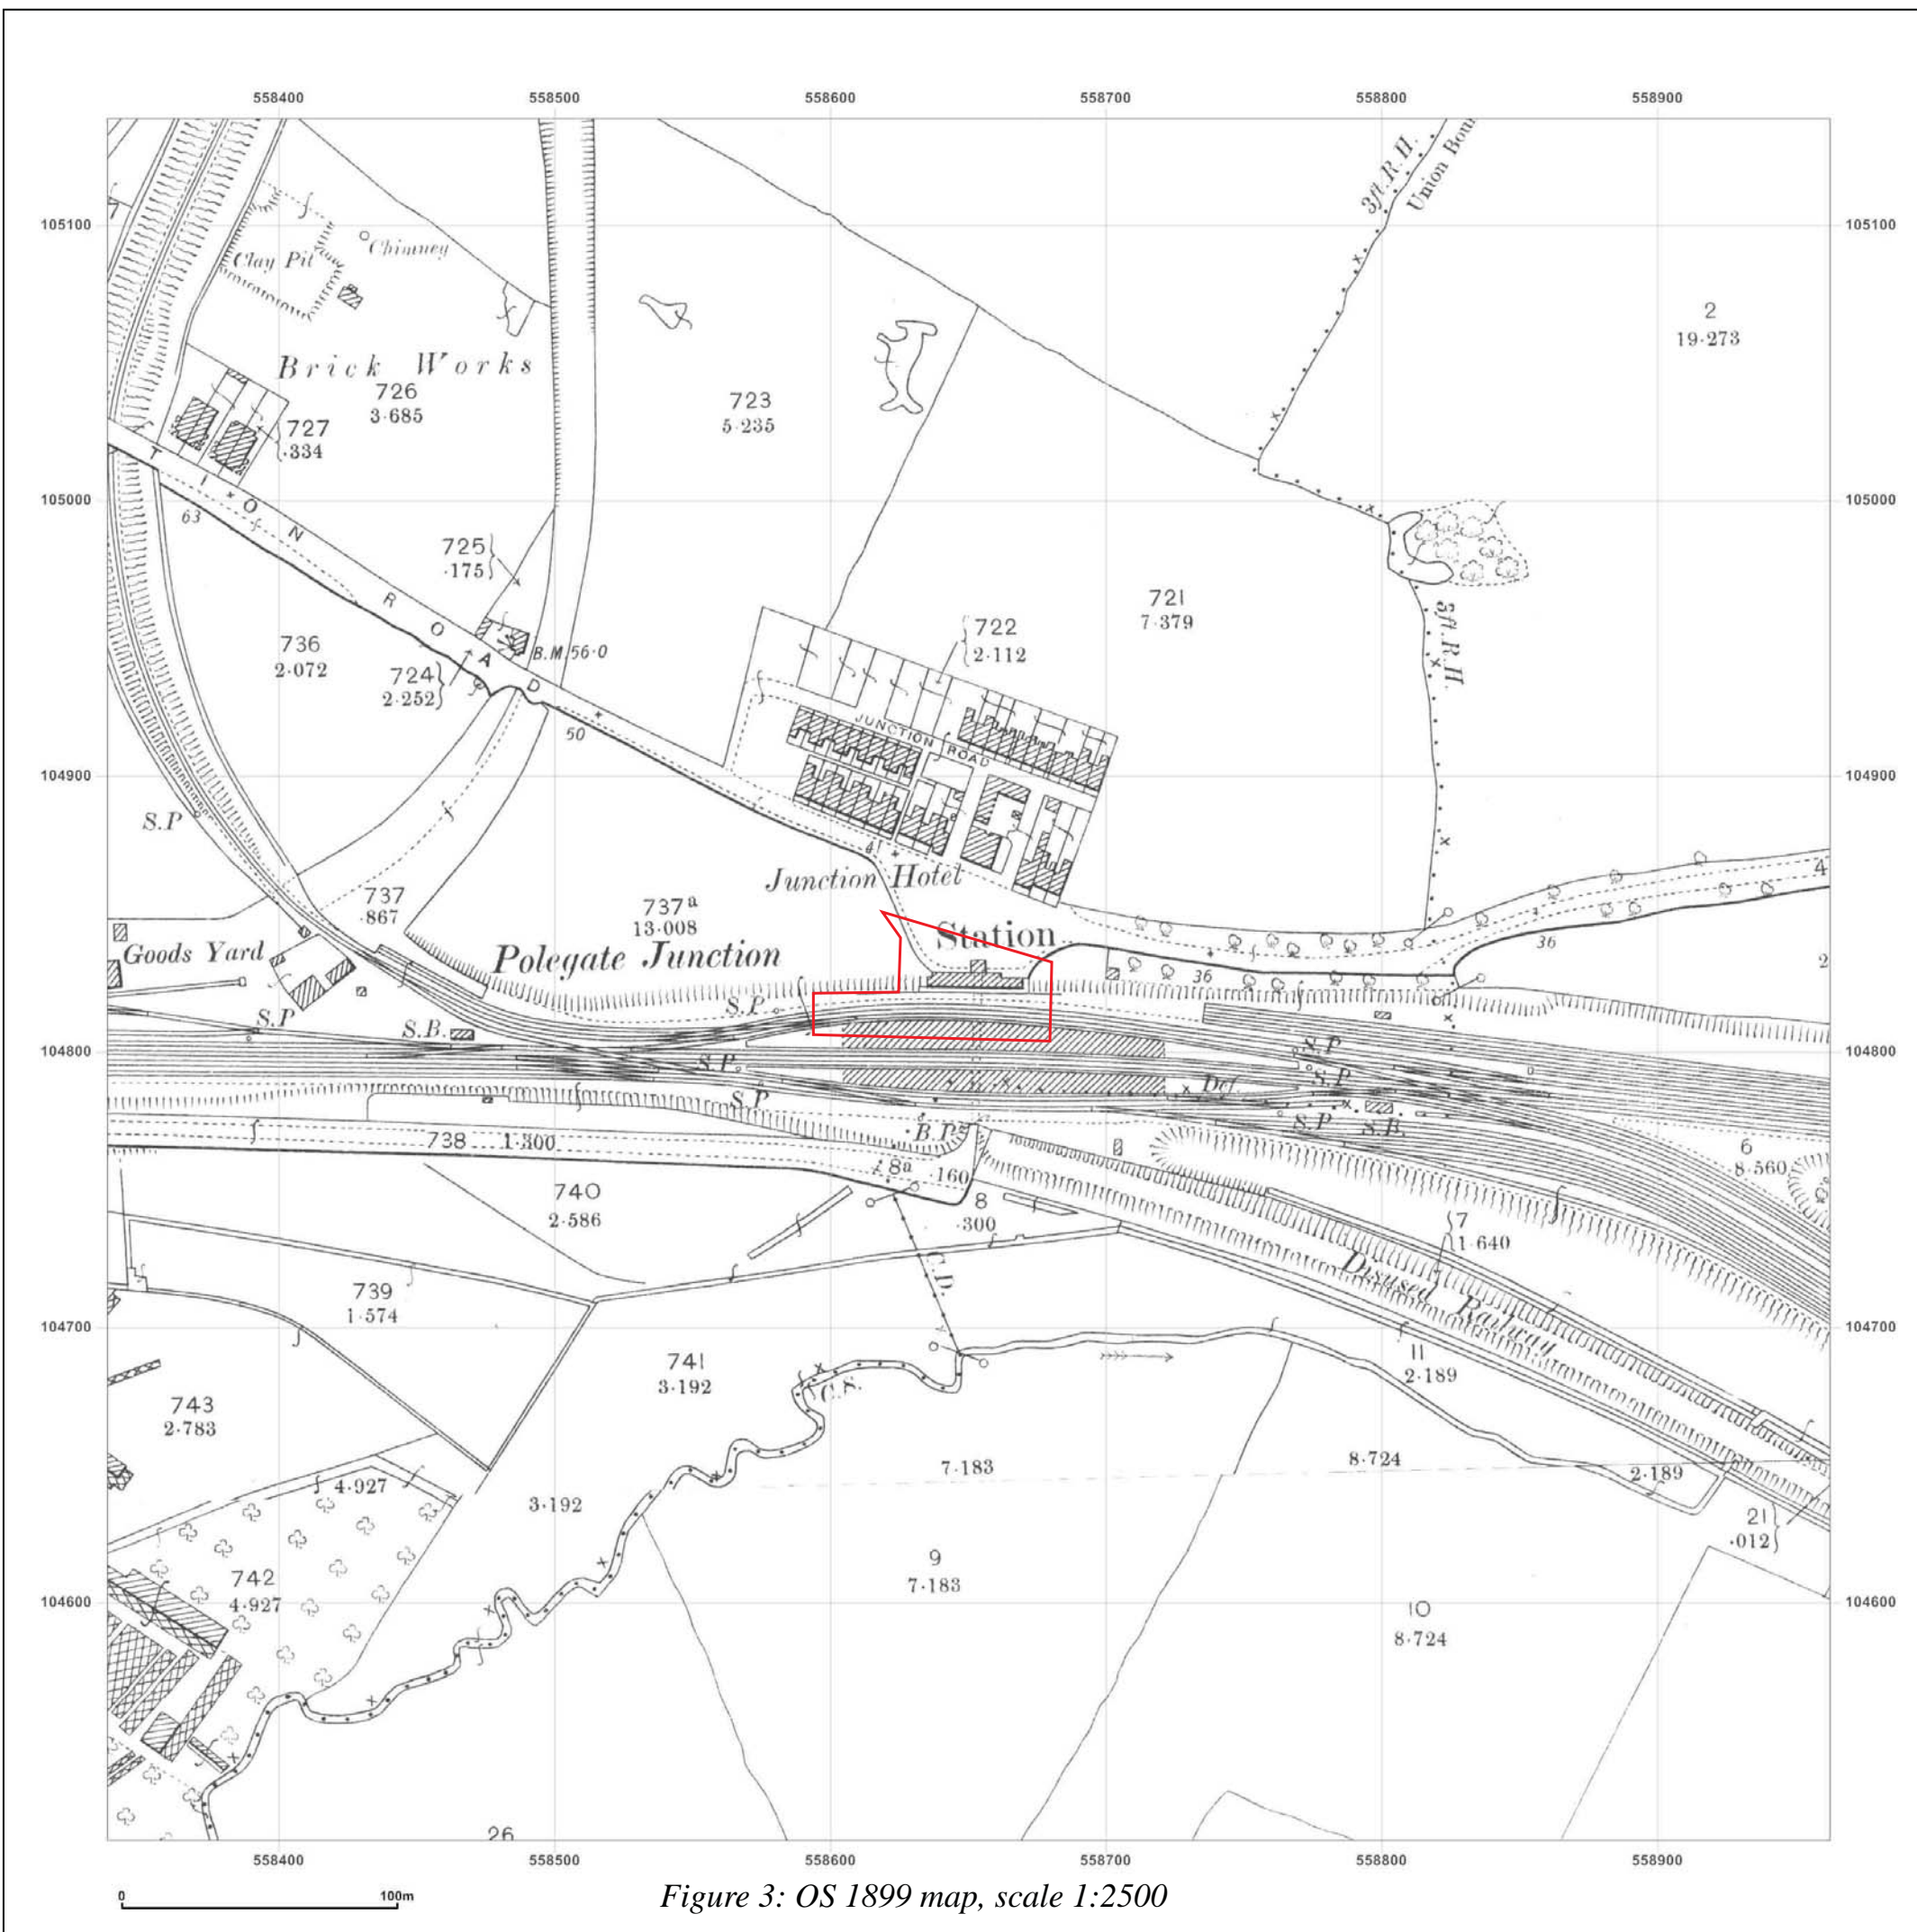 558400 558500 558600 558700 558800 558900
105100 105100
3ft. R.H.
Union Boun
Chimney
Clay Pit
2
19·273
Brick Works
726
3·685
723
5·235
727
·334
105000 105000
TION ROAD
63
725
·175
3ft. R.H.
721
7·379
722
2·112
736
2·072
B.M. 56·0
724
2·252
50
JUNCTION ROAD
104900 104900
S.P
41
Junction Hotel
4
737
·867
737a
13·008
Station
36
36
Goods Yard
Polegate Junction
2
S.P
S.P
S.B.
104800 104800
S.P.
S.P
S.P
Def.
S.P
S.P
S.B.
738 1·300
B.P.
6
8·560
8a ·160
740
2·586
8
·300
7
1·640
C.D.
Disused Railway
739
1·574
104700 104700
741
3·192
11
2·189
C.S.
743
2·783
7·183
8·724
2·189
4·927
3·192
21
·012
9
7·183
742
4·927
104600 104600
10
8·724
26
558400 558500 558600 558700 558800 558900
0 100m
Figure 3: OS 1899 map, scale 1:2500